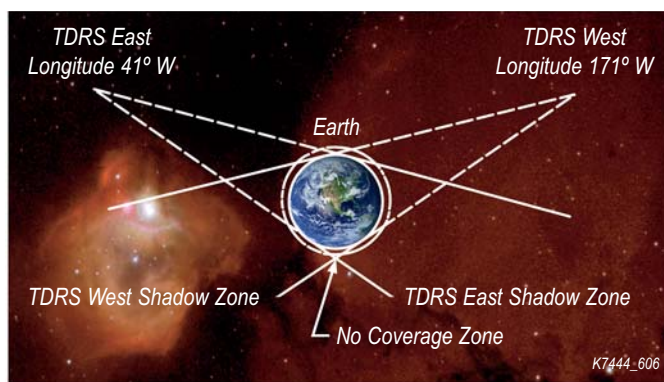 TDRS East
Longitude 41º W
TDRS West
Longitude 171º W
Earth
TDRS West Shadow Zone
TDRS East Shadow Zone
No Coverage Zone
K7444_606